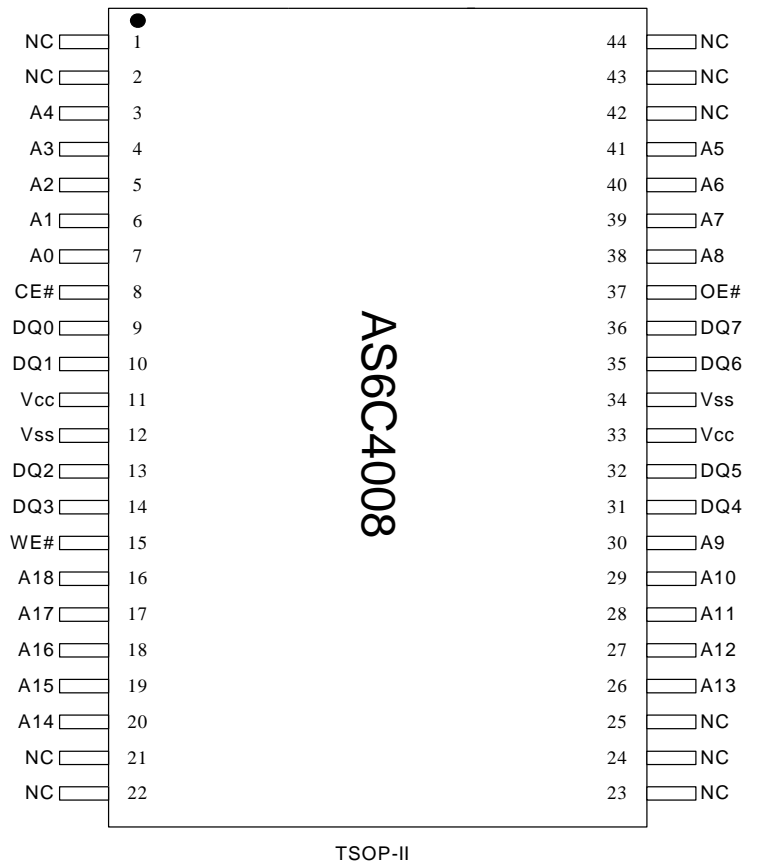 NC 1 44 NC
NC 2 43 NC
A4 3 42 NC
A3 4 41 A5
A2 5 40 A6
A1 6 39 A7
A0 7 38 A8
CE# 8 37 OE#
DQ0 9 36 DQ7
DQ1 10 35 DQ6
Vcc 11 34 Vss
Vss 12 33 Vcc
DQ2 13 32 DQ5
DQ3 14 31 DQ4
WE# 15 30 A9
A18 16 29 A10
A17 17 28 A11
A16 18 27 A12
A15 19 26 A13
A14 20 25 NC
NC 21 24 NC
NC 22 23 NC
AS6C4008
TSOP-II